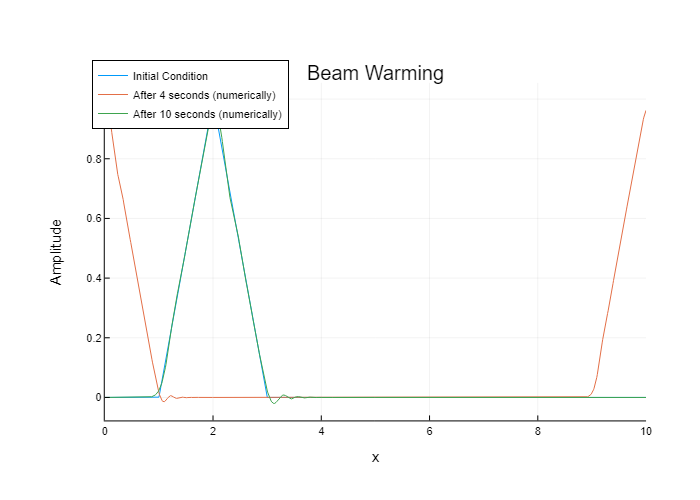 Beam Warming
Initial Condition
After 4 seconds (numerically)
After 10 seconds (numerically)
Amplitude
0.8
0.6
0.4
0.2
0
0 2 4 6 8 10
x